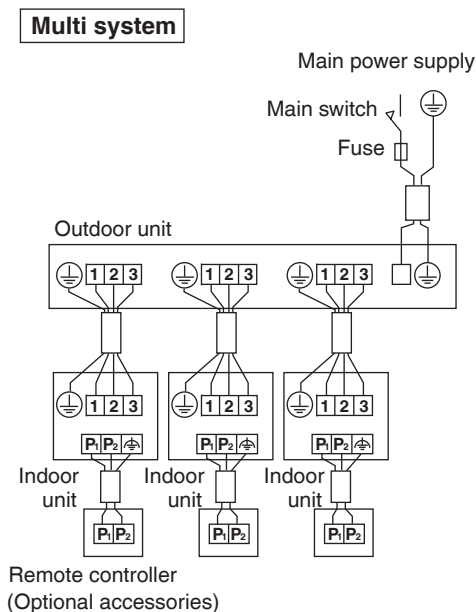 Multi system
Main power supply
Main switch
Fuse
Outdoor unit
1 2 3 1 2 3 1 2 3
1 2 3 1 2 3 1 2 3
P1 P2 P1 P2 P1 P2
Indoor unit
Indoor unit
Indoor unit
P1 P2 P1 P2 P1 P2
Remote controller
(Optional accessories)